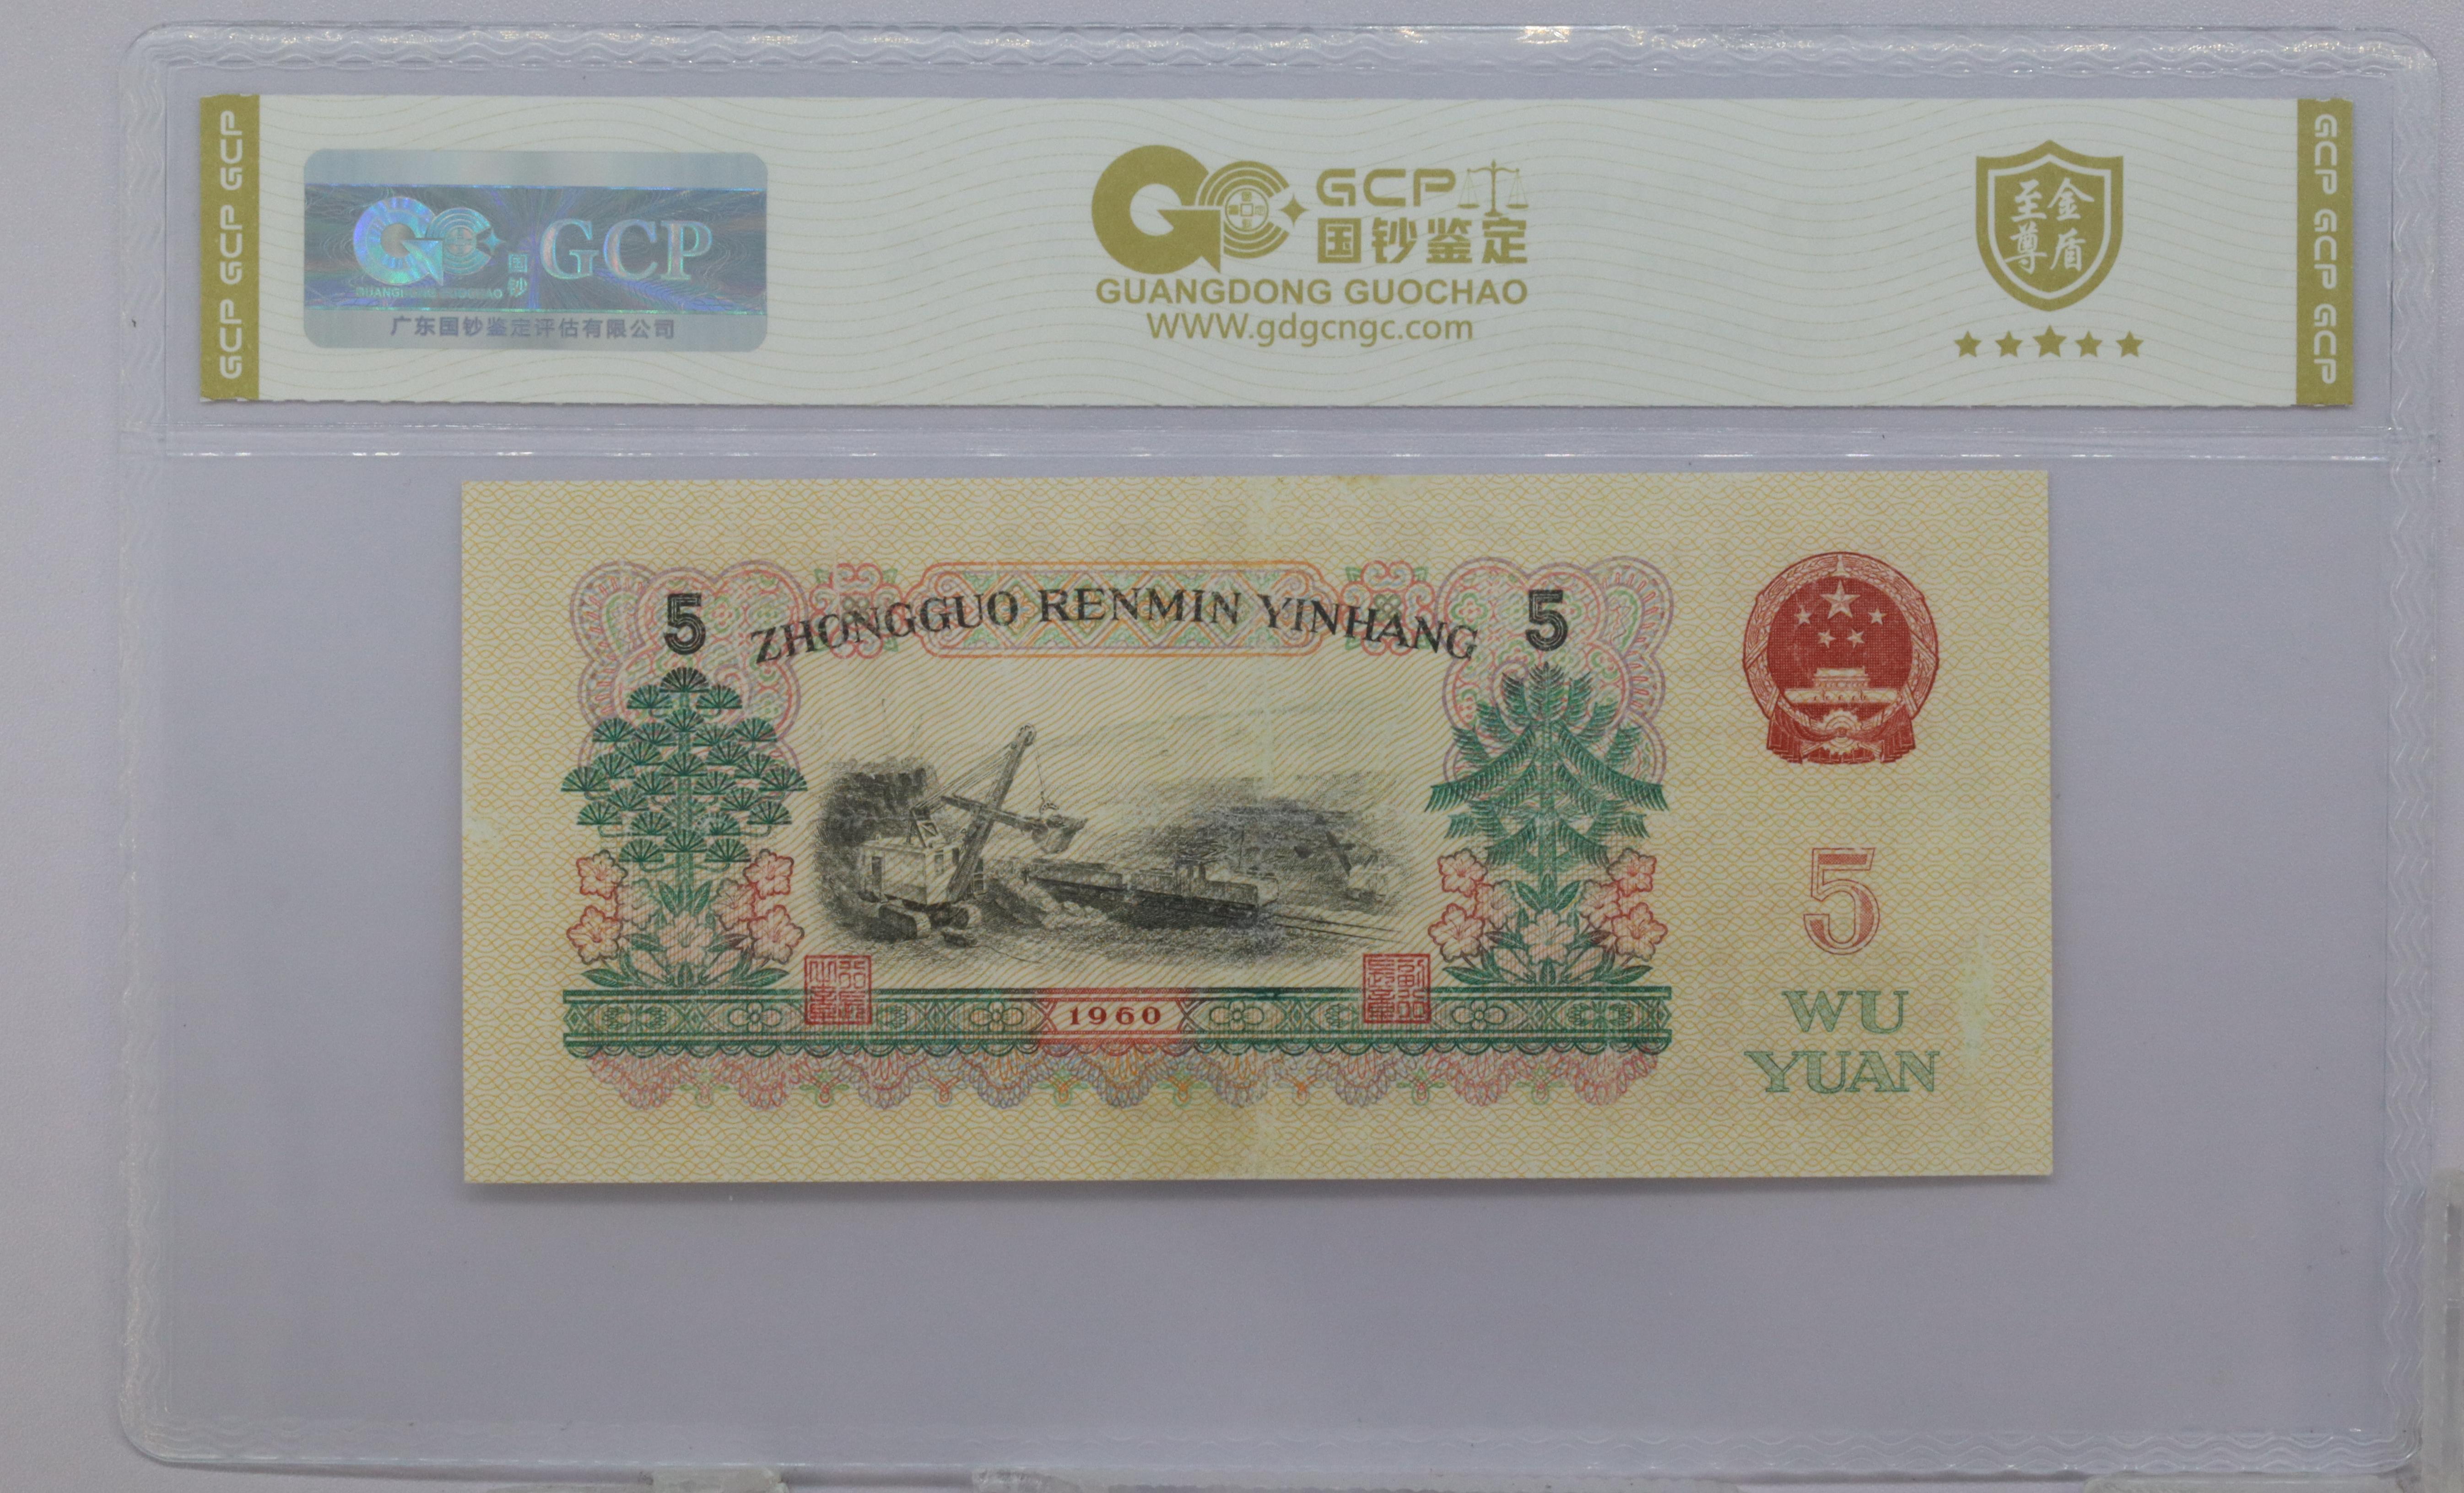 GCP GCP GCP
GCP
国钞
GUANGDONG GUOCHAO
广东国钞鉴定评估有限公司
GCP
国钞鉴定
GUANGDONG GUOCHAO
WWW.gdgcngc.com
至尊金盾
GCP GCP GCP
5 ZHONGGUO RENMIN YINHANG 5
5
WU
YUAN
1960